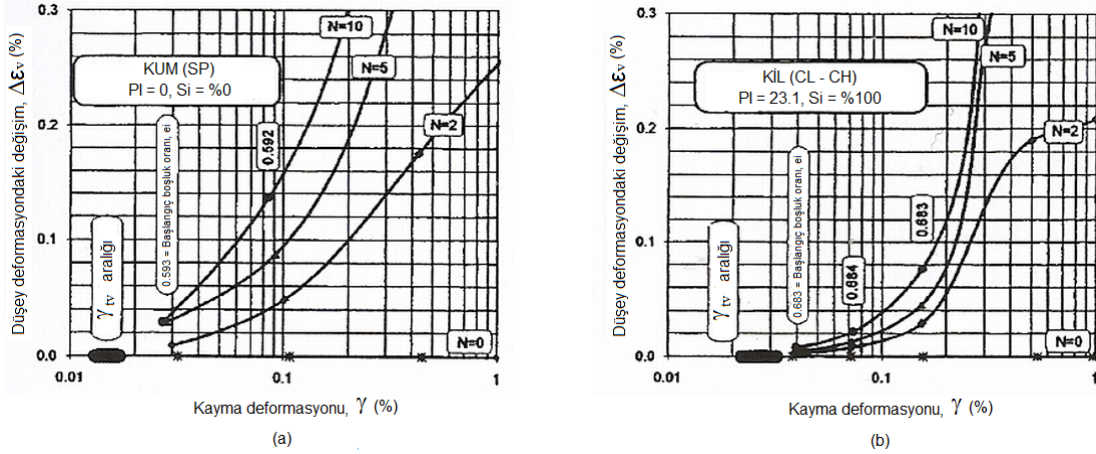 Düşey deformasyondaki değişim, Δεv (%)
0.3
0.2
0.1
0.0
KUM (SP)
PI = 0, Si = %0
N=10
N=5
N=2
N=0
0.592
0.593 = Başlangıç boşluk oranı, ei
γtv aralığı
0.01
0.1
1
Kayma deformasyonu, γ (%)
(a)
Düşey deformasyondaki değişim, Δεv (%)
0.3
0.2
0.1
0.0
KİL (CL - CH)
PI = 23.1, Si = %100
N=10
N=5
N=2
N=0
0.683
0.684
0.683 = Başlangıç boşluk oranı, ei
γtv aralığı
0.01
0.1
1
Kayma deformasyonu, γ (%)
(b)